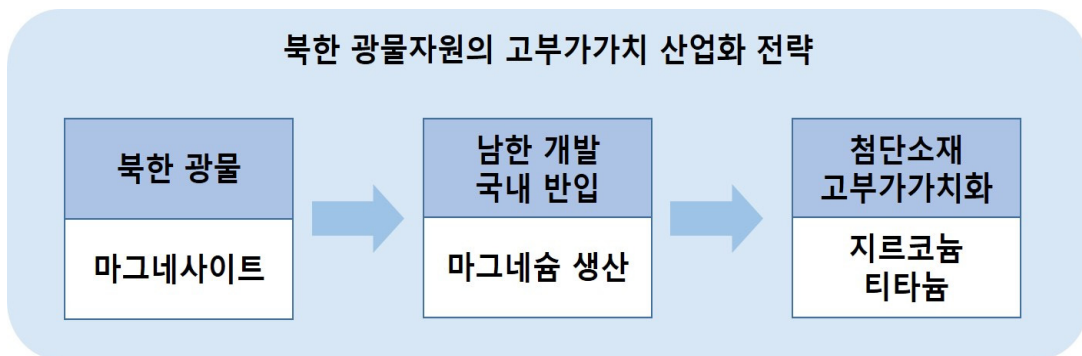 북한 광물자원의 고부가가치 산업화 전략
북한 광물
마그네사이트
남한 개발
국내 반입
마그네슘 생산
첨단소재
고부가가치화
지르코늄
티타늄